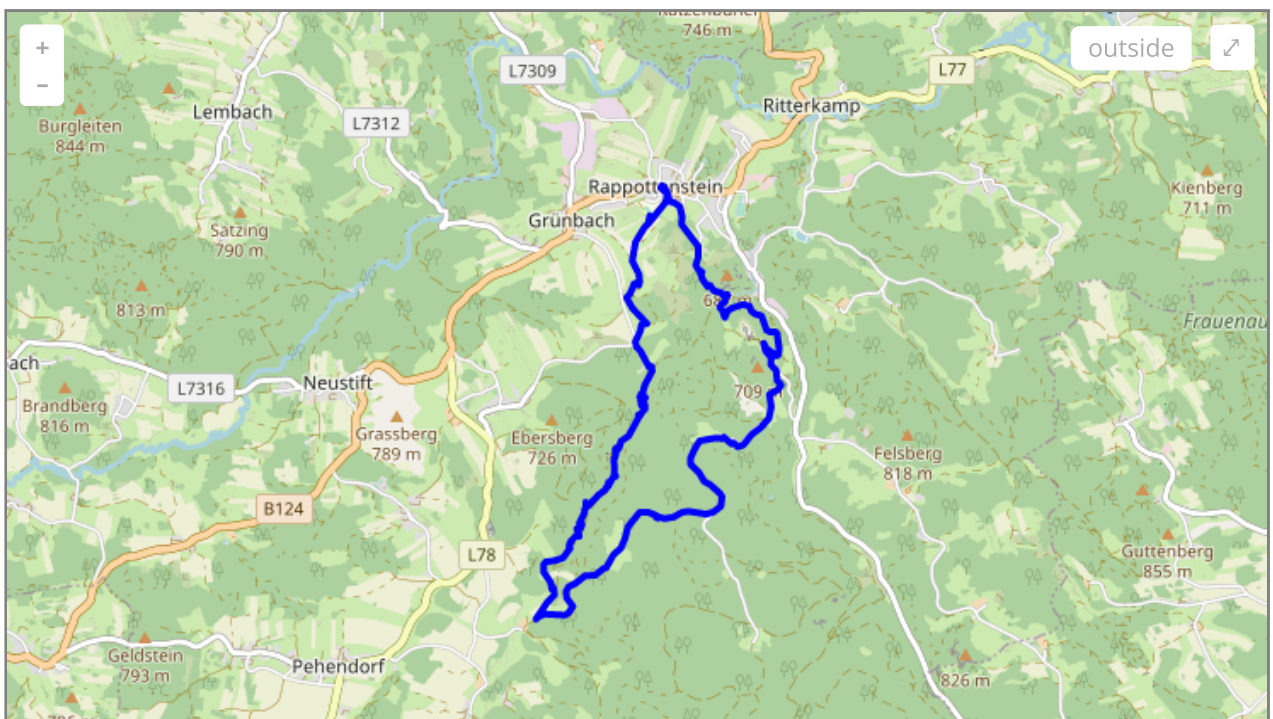 746 m
+
outside
-
L7309
L77
Lembach
Ritterkamp
L7312
Burgleiten
844 m
Rappottenstein
Kienberg
711 m
Grünbach
Satzing
790 m
813 m
Frauenau
ach
L7316
Neustift
709
Brandberg
816 m
Grassberg
789 m
Ebersberg
726 m
Felsberg
818 m
B124
L78
Guttenberg
855 m
Geldstein
793 m
Pehendorf
826 m